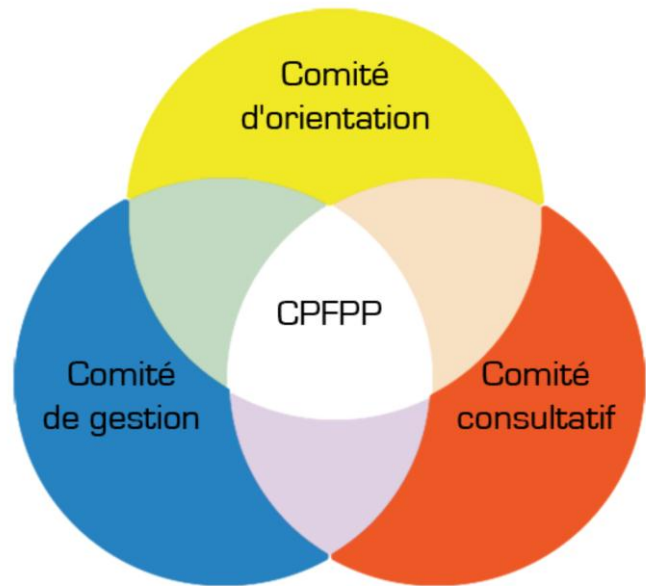 Comité
d'orientation
CPFPP
Comité
de gestion
Comité
consultatif